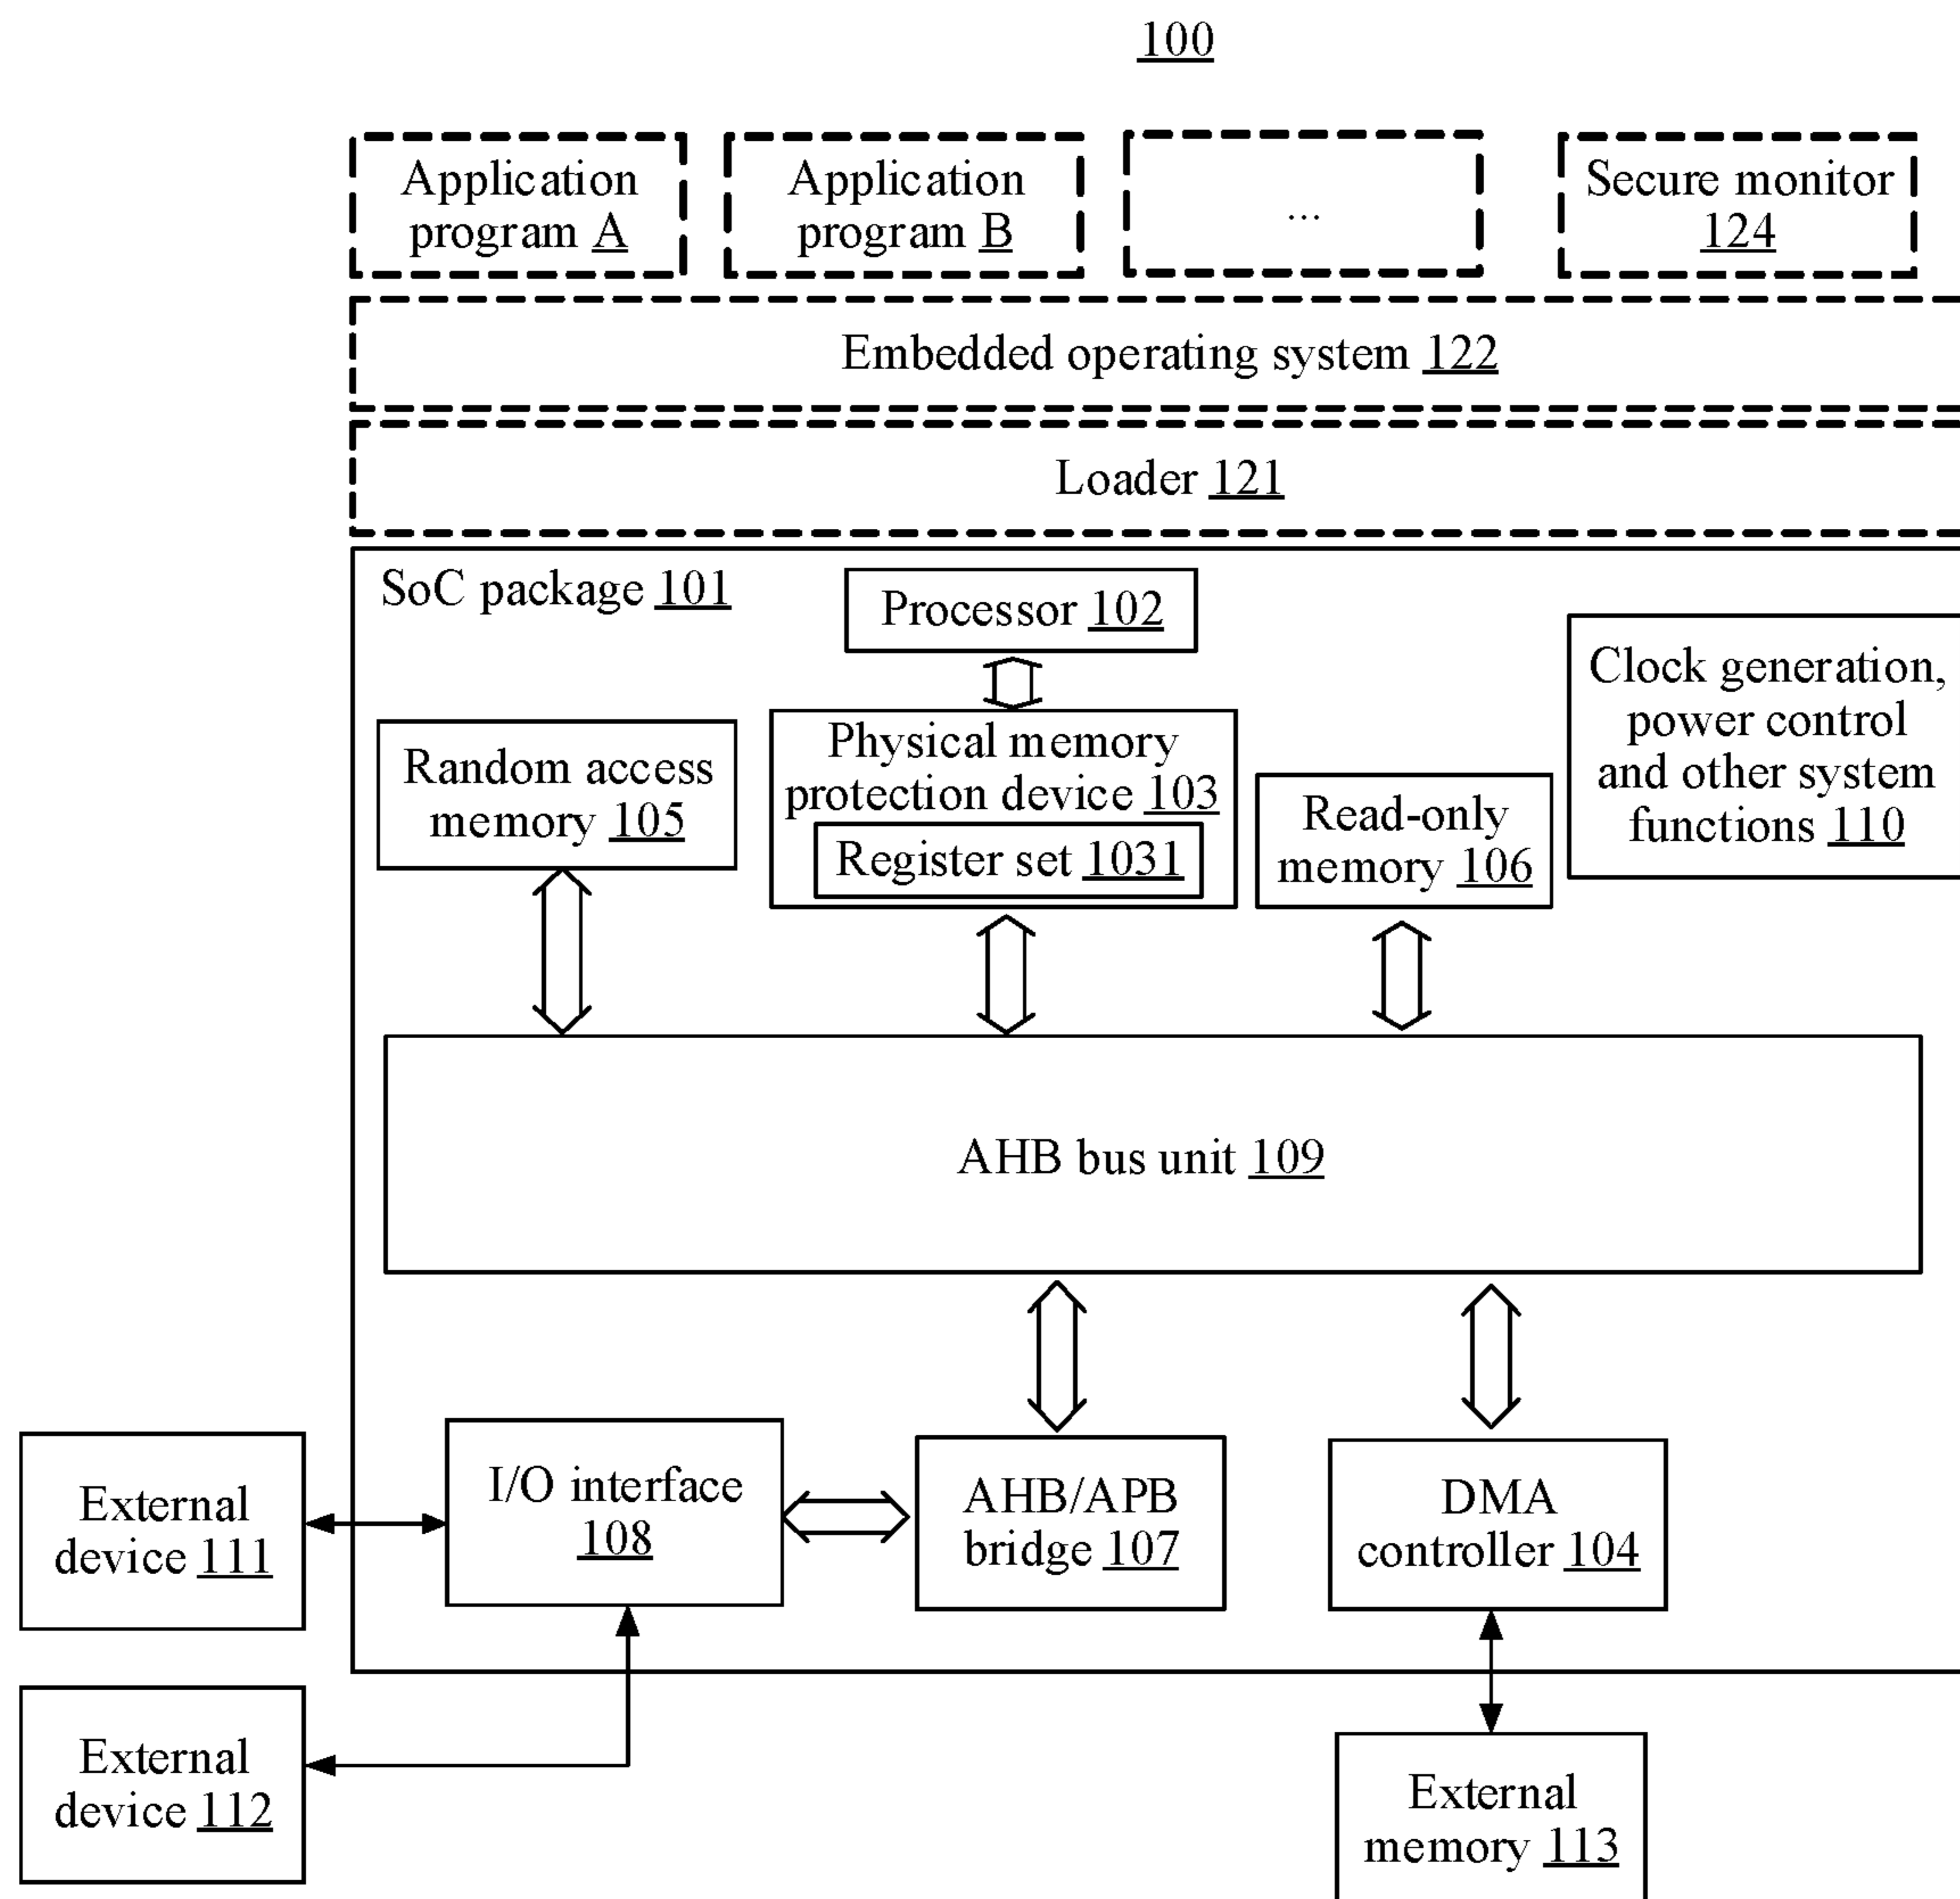 100
Application
program A
Application
program B
...
Secure monitor
124
Embedded operating system 122
Loader 121
SoC package 101
Processor 102
Clock generation,
power control
and other system
functions 110
Random access
memory 105
Physical memory
protection device 103
Register set 1031
Read-only
memory 106
AHB bus unit 109
External
device 111
I/O interface
108
AHB/APB
bridge 107
DMA
controller 104
External
device 112
External
memory 113